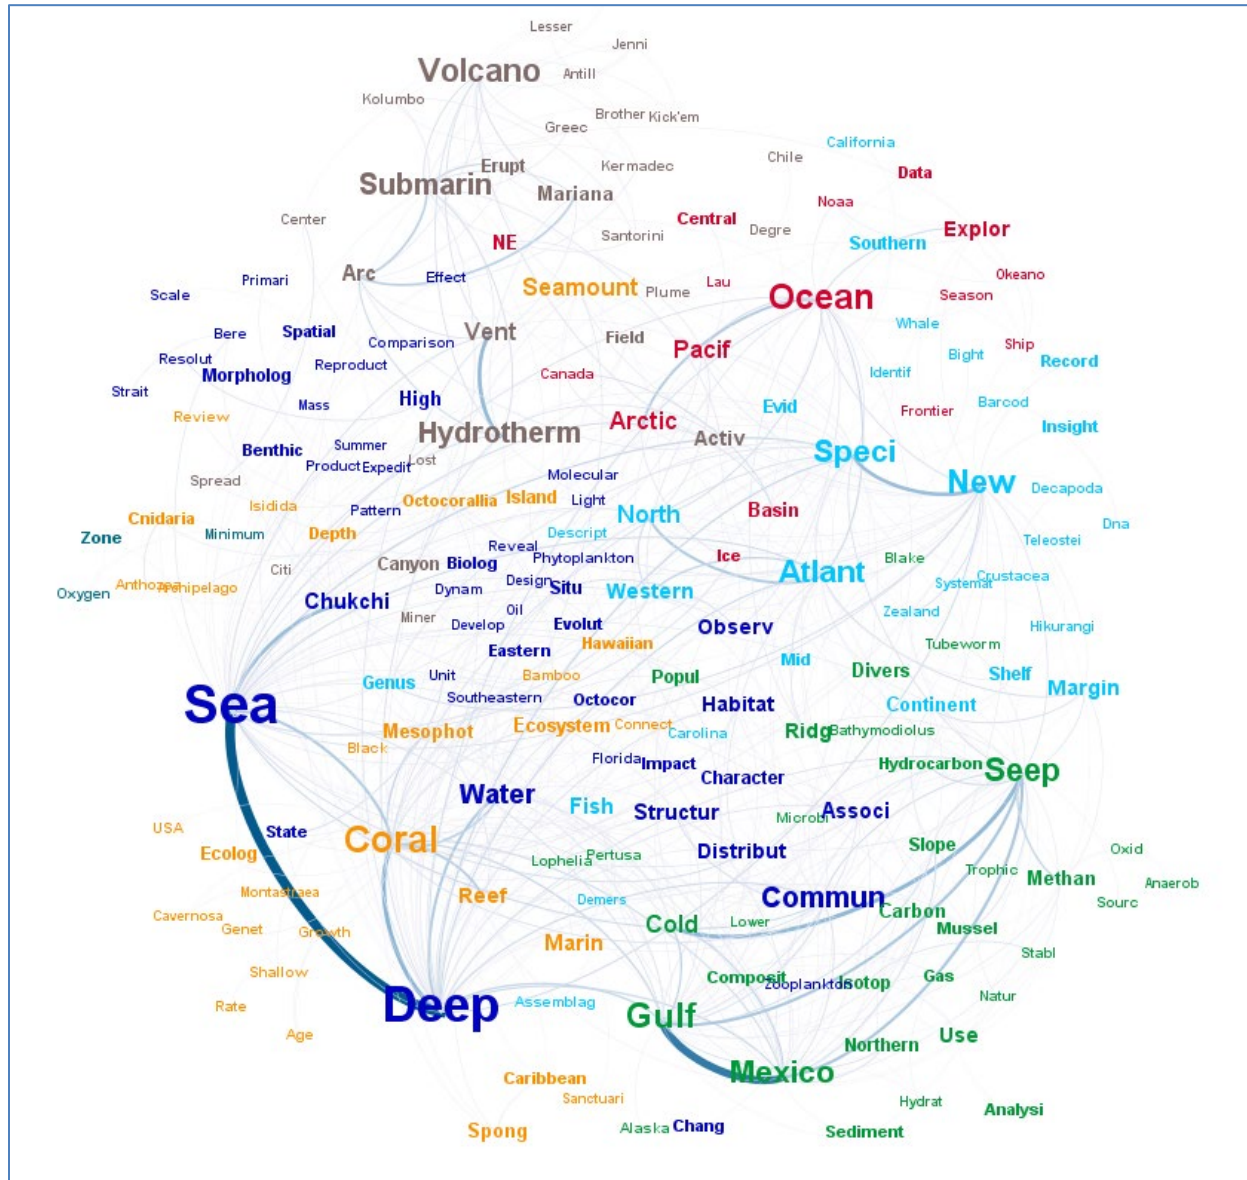 Lesser
Jenni
Volcano
Antill
Kolumbo
Brother
Kick'em
Greec
California
Chile
Erupt
Kermadec
Data
Submarin
Mariana
Noaa
Center
Central
Degre
Explor
Santorini
NE
Southern
Arc
Effect
Okeano
Primari
Lau
Seamount
Plume
Ocean
Season
Scale
Whale
Bere
Spatial
Vent
Field
Comparison
Ship
Pacif
Bight
Resolut
Record
Reproduct
Morpholog
Canada
Identif
Strait
High
Mass
Evid
Barcod
Frontier
Review
Arctic
Insight
Hydrotherm
Activ
Summer
Benthic
Speci
Lost
Product
Expedit
Molecular
Spread
New
Decapoda
Octocorallia
Island
Light
Isidida
Pattern
Basin
North
Cnidaria
Dna
Depth
Minimum
Descript
Zone
Teleostei
Reveal
Ice
Phytoplankton
Blake
Canyon
Biolog
Citi
Atlant
Crustacea
Design
Systemat
Anthozoa
Archipelago
Situ
Dynam
Western
Oxygen
Chukchi
Oil
Zealand
Miner
Develop
Evolut
Observ
Hikurangi
Hawaiian
Tubeworm
Eastern
Mid
Divers
Unit
Bamboo
Popul
Shelf
Genus
Margin
Southeastern
Octocor
Habitat
Continent
Sea
Ecosystem
Connect
Mesophot
Carolina
Ridg
Bathymodiolus
Black
Florida
Impact
Hydrocarbon
Seep
Character
Water
Fish
Structur
Associ
Microbi
USA
State
Coral
Slope
Oxid
Ecolog
Distribut
Lophelia
Pertusa
Trophic
Methan
Anaerob
Montastraea
Reef
Demers
Commun
Sourc
Carbon
Cavernosa
Cold
Lower
Genet
Growth
Mussel
Marin
Stabl
Shallow
Composit
Zooplankton
Isotop
Gas
Natur
Rate
Deep
Assemblag
Gulf
Age
Use
Northern
Mexico
Caribbean
Sanctuari
Hydrat
Analysi
Spong
Alaska
Chang
Sediment